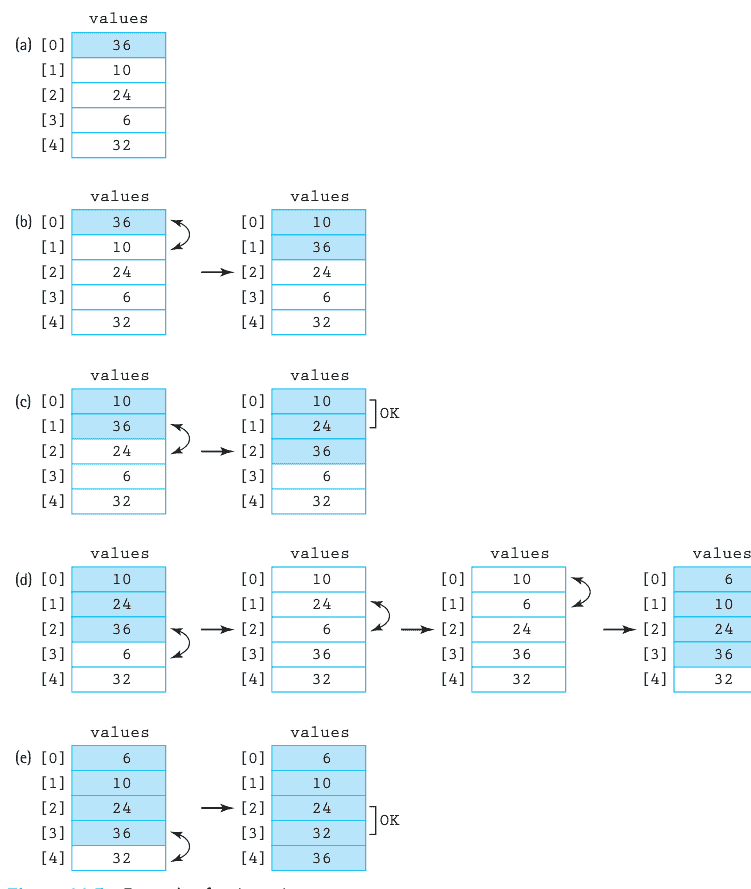 values
(a) [0] 36
[1] 10
[2] 24
[3] 6
[4] 32
values values
(b) [0] 36 [0] 10
[1] 10 [1] 36
[2] 24 [2] 24
[3] 6 [3] 6
[4] 32 [4] 32
values values
(c) [0] 10 [0] 10
[1] 36 [1] 24 OK
[2] 24 [2] 36
[3] 6 [3] 6
[4] 32 [4] 32
values values values values
(d) [0] 10 [0] 10 [0] 10 [0] 6
[1] 24 [1] 24 [1] 6 [1] 10
[2] 36 [2] 6 [2] 24 [2] 24
[3] 6 [3] 36 [3] 36 [3] 36
[4] 32 [4] 32 [4] 32 [4] 32
values values
(e) [0] 6 [0] 6
[1] 10 [1] 10
[2] 24 [2] 24
[3] 36 [3] 32 OK
[4] 32 [4] 36